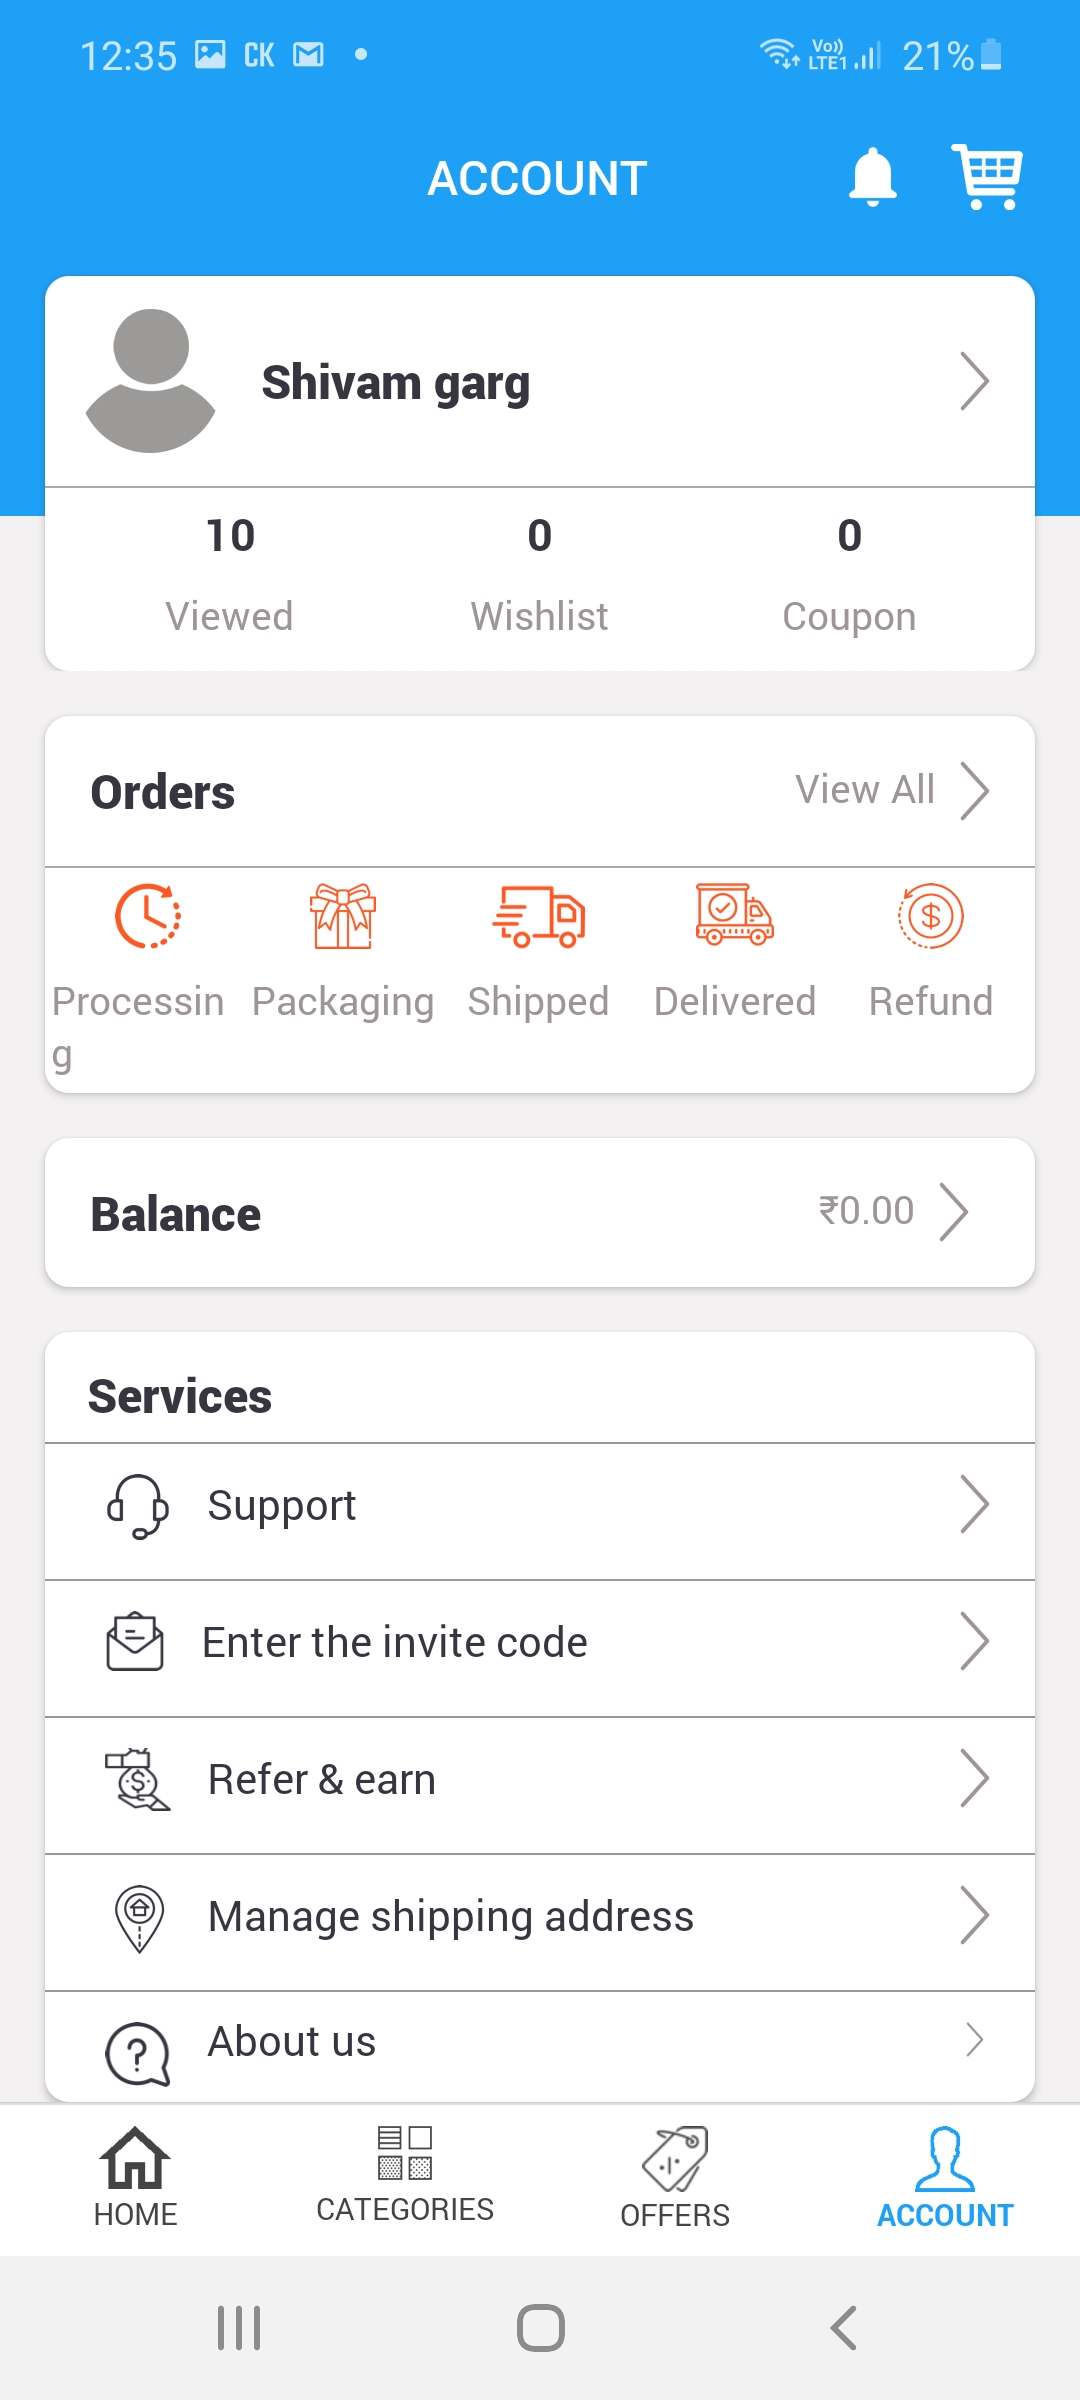 12:35 CK Vo)) LTE1 21%
ACCOUNT
Shivam garg
10 0 0
Viewed Wishlist Coupon
Orders View All
Processin Packaging Shipped Delivered Refund
g
Balance ₹0.00
Services
Support
Enter the invite code
Refer & earn
Manage shipping address
About us
HOME CATEGORIES OFFERS ACCOUNT